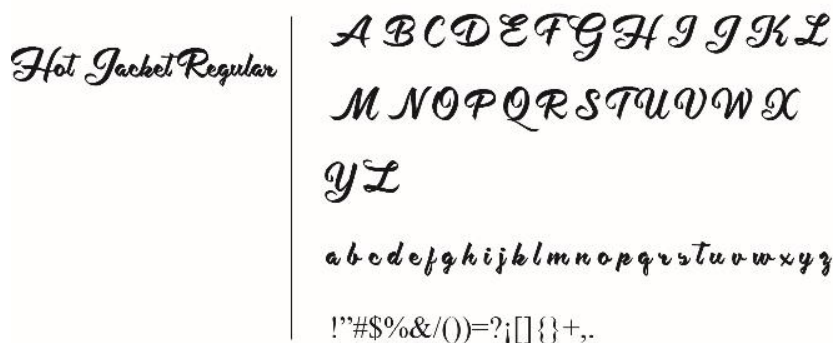 Hot Jacket Regular
A B C D E F G H I J K L
M N O P Q R S T U V W X
Y Z
a b c d e f g h i j k l m n o p q r s t u v w x y z
!”#$%&/())=?¡[]{}+,.